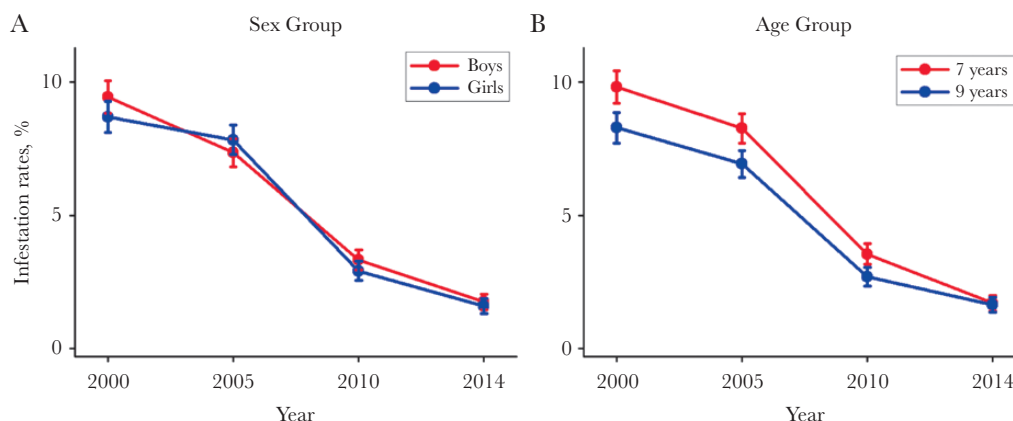 A
Sex Group
Boys
Girls
Infestation rates, %
10
5
0
2000 2005 2010 2014
Year
B
Age Group
7 years
9 years
10
5
0
2000 2005 2010 2014
Year